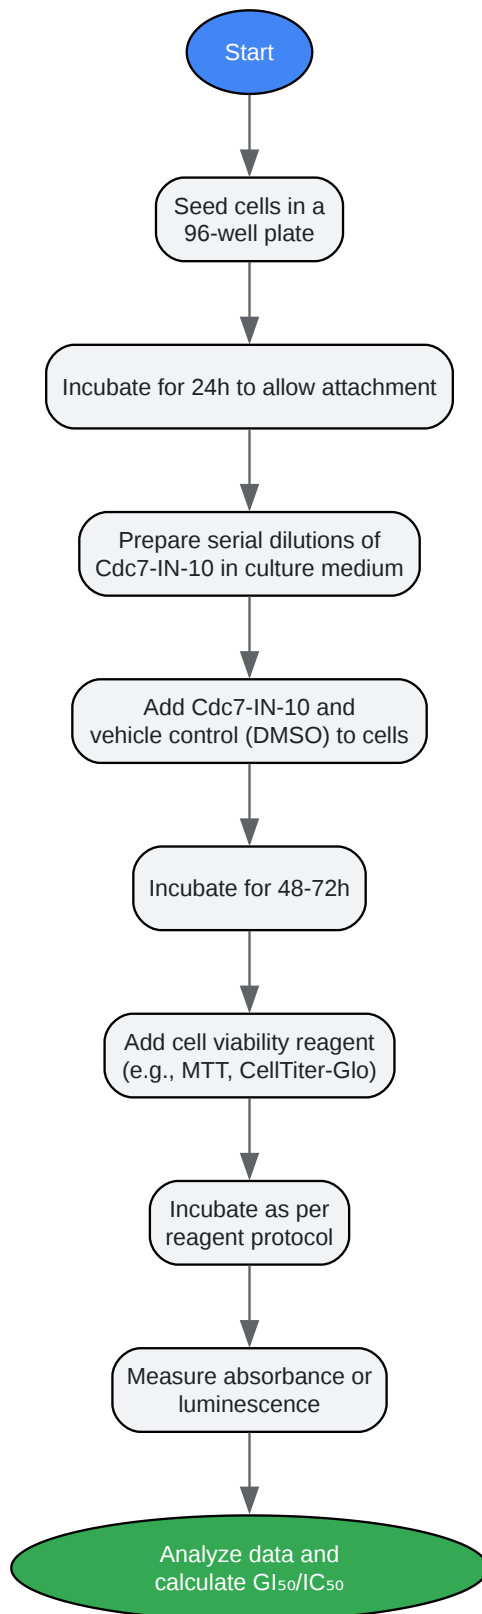 Start
Seed cells in a
96-well plate
Incubate for 24h to allow attachment
Prepare serial dilutions of
Cdc7-IN-10 in culture medium
Add Cdc7-IN-10 and
vehicle control (DMSO) to cells
Incubate for 48-72h
Add cell viability reagent
(e.g., MTT, CellTiter-Glo)
Incubate as per
reagent protocol
Measure absorbance or
luminescence
Analyze data and
calculate GI₅₀/IC₅₀